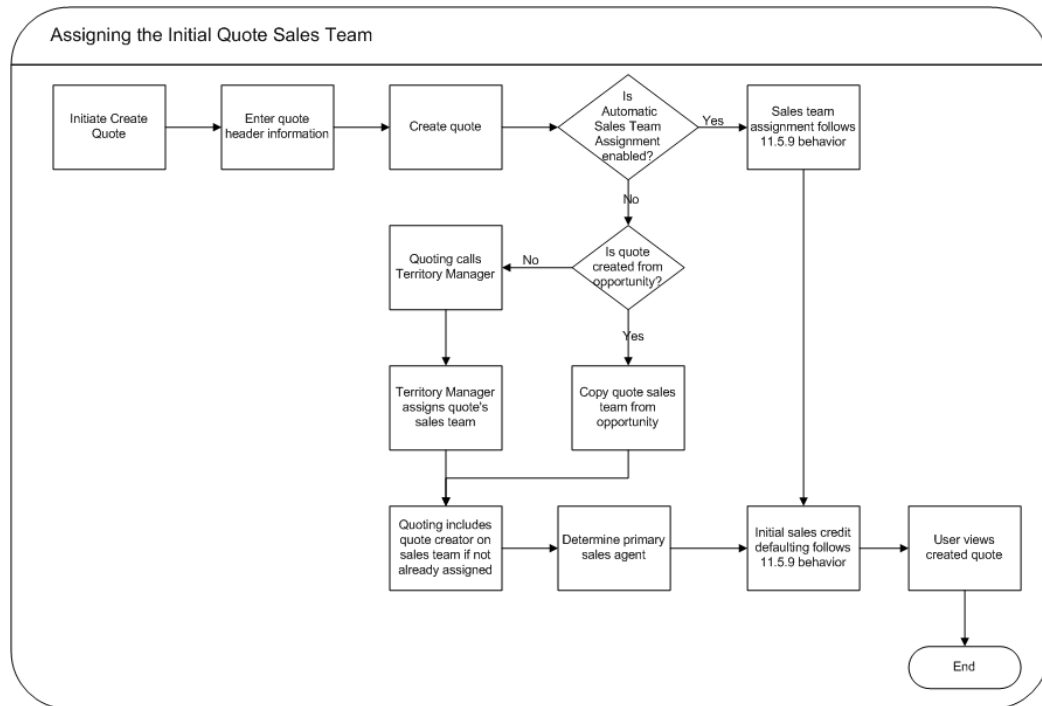 Assigning the Initial Quote Sales Team
Initiate Create
Quote
Enter quote
header information
Create quote
Is
Automatic
Sales Team
Assignment
enabled?
Yes
Sales team
assignment follows
11.5.9 behavior
No
Quoting calls
Territory Manager
No
Is quote
created from
opportunity?
Yes
Territory Manager
assigns quote's
sales team
Copy quote sales
team from
opportunity
Quoting includes
quote creator on
sales team if not
already assigned
Determine primary
sales agent
Initial sales credit
defaulting follows
11.5.9 behavior
User views
created quote
End